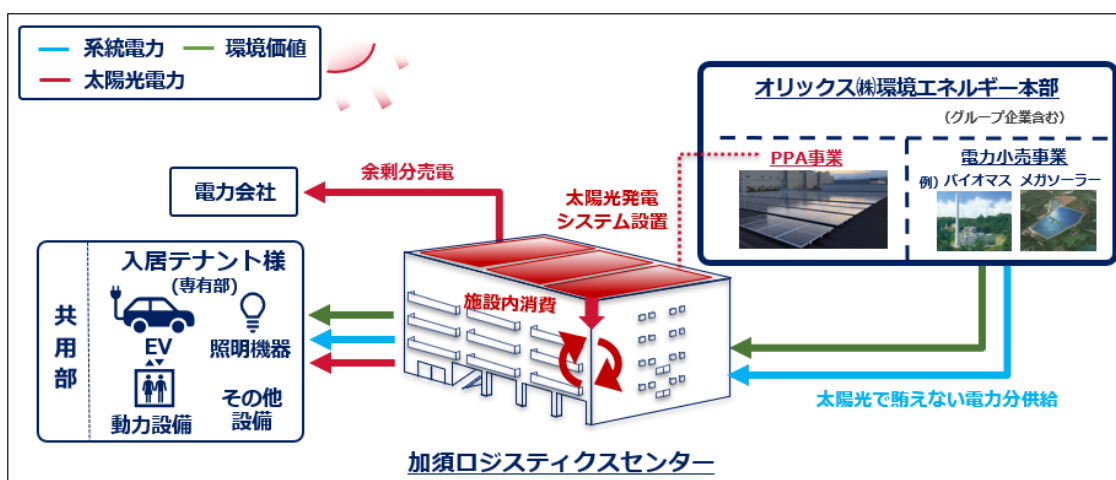 系統電力
環境価値
太陽光電力
オリックス㈱環境エネルギー本部
(グループ企業含む)
PPA事業
電力小売事業
例) バイオマス メガソーラー
余剰分売電
電力会社
太陽光発電
システム設置
入居テナント様
(専有部)
共用部
EV
照明機器
動力設備
その他
設備
施設内消費
太陽光で賄えない電力分供給
加須ロジスティクスセンター